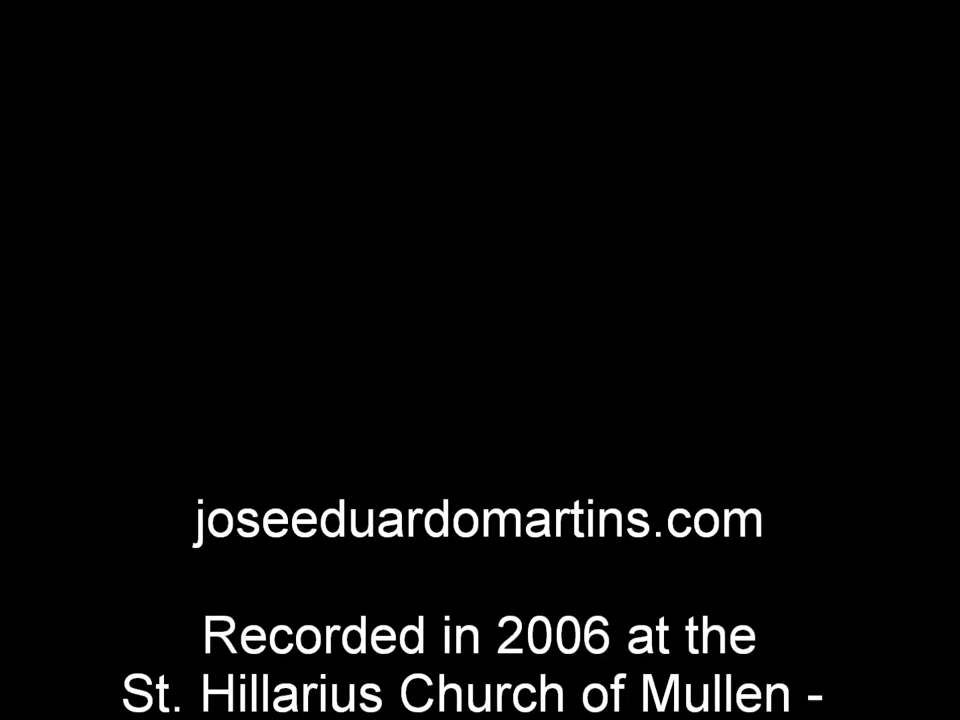 joseeduardomartins.com
Recorded in 2006 at the
St. Hillarius Church of Mullen -